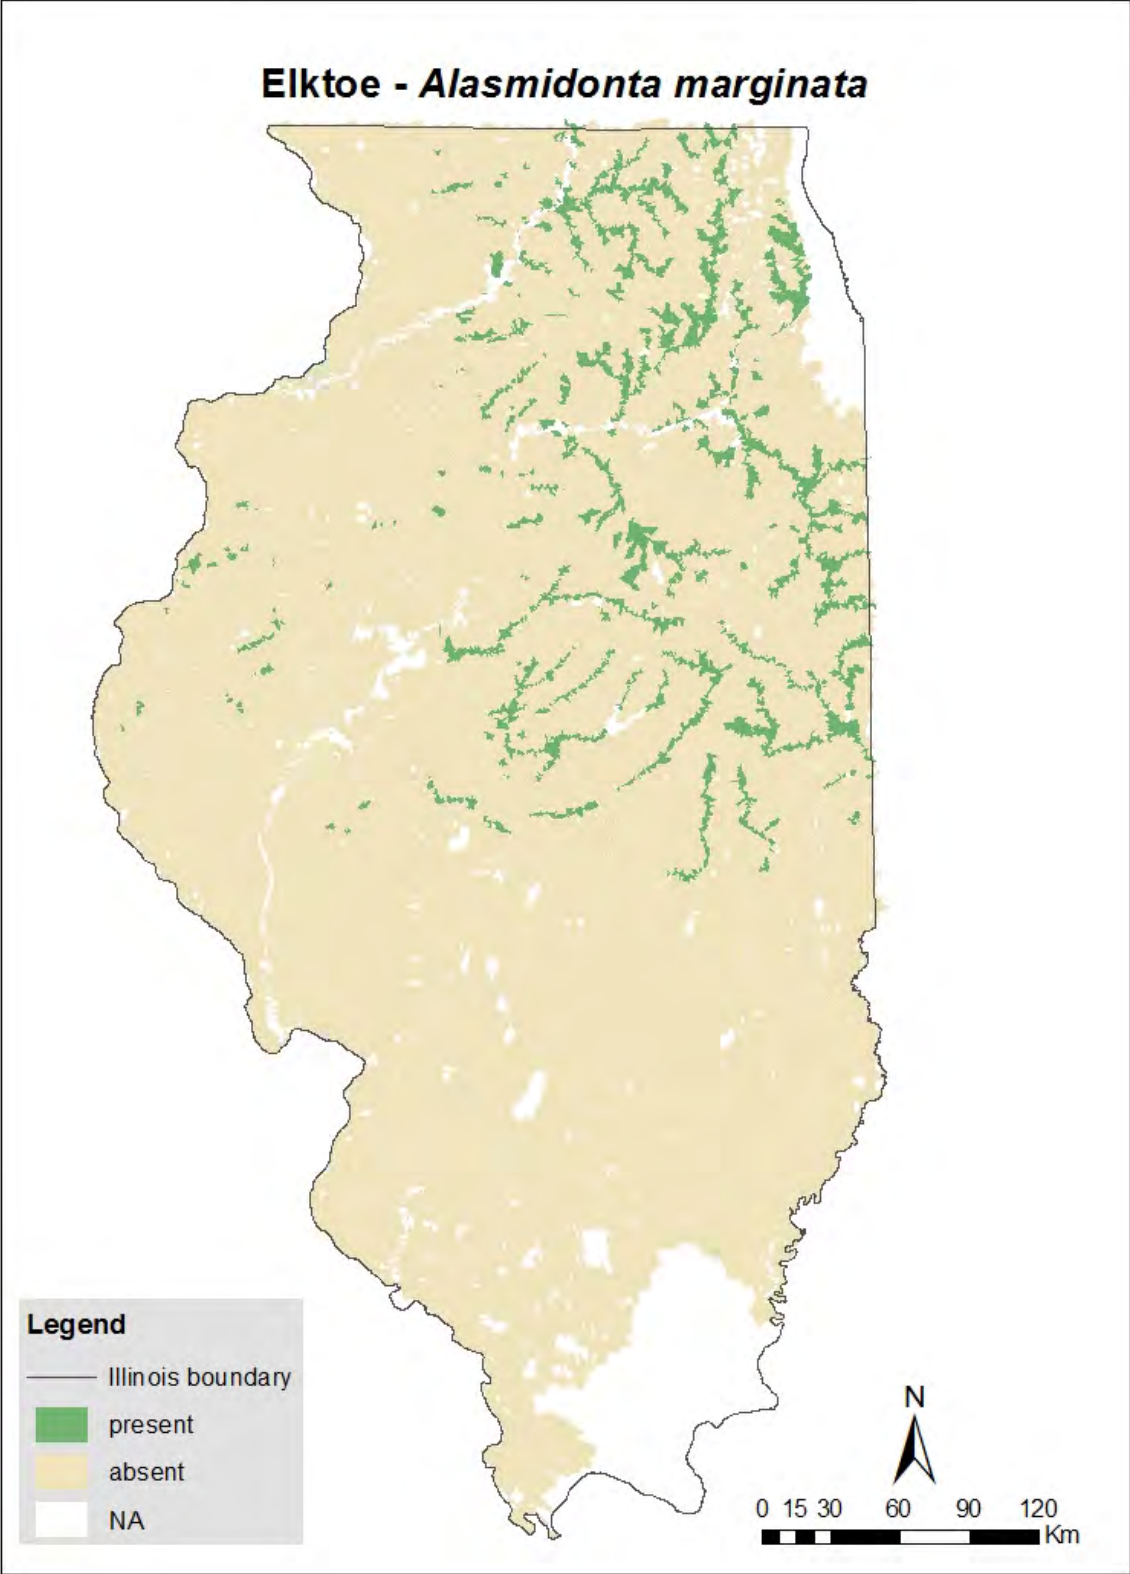 Elktoe - Alasmidonta marginata
Legend
Illinois boundary
present
absent
NA
N
0 15 30 60 90 120
Km